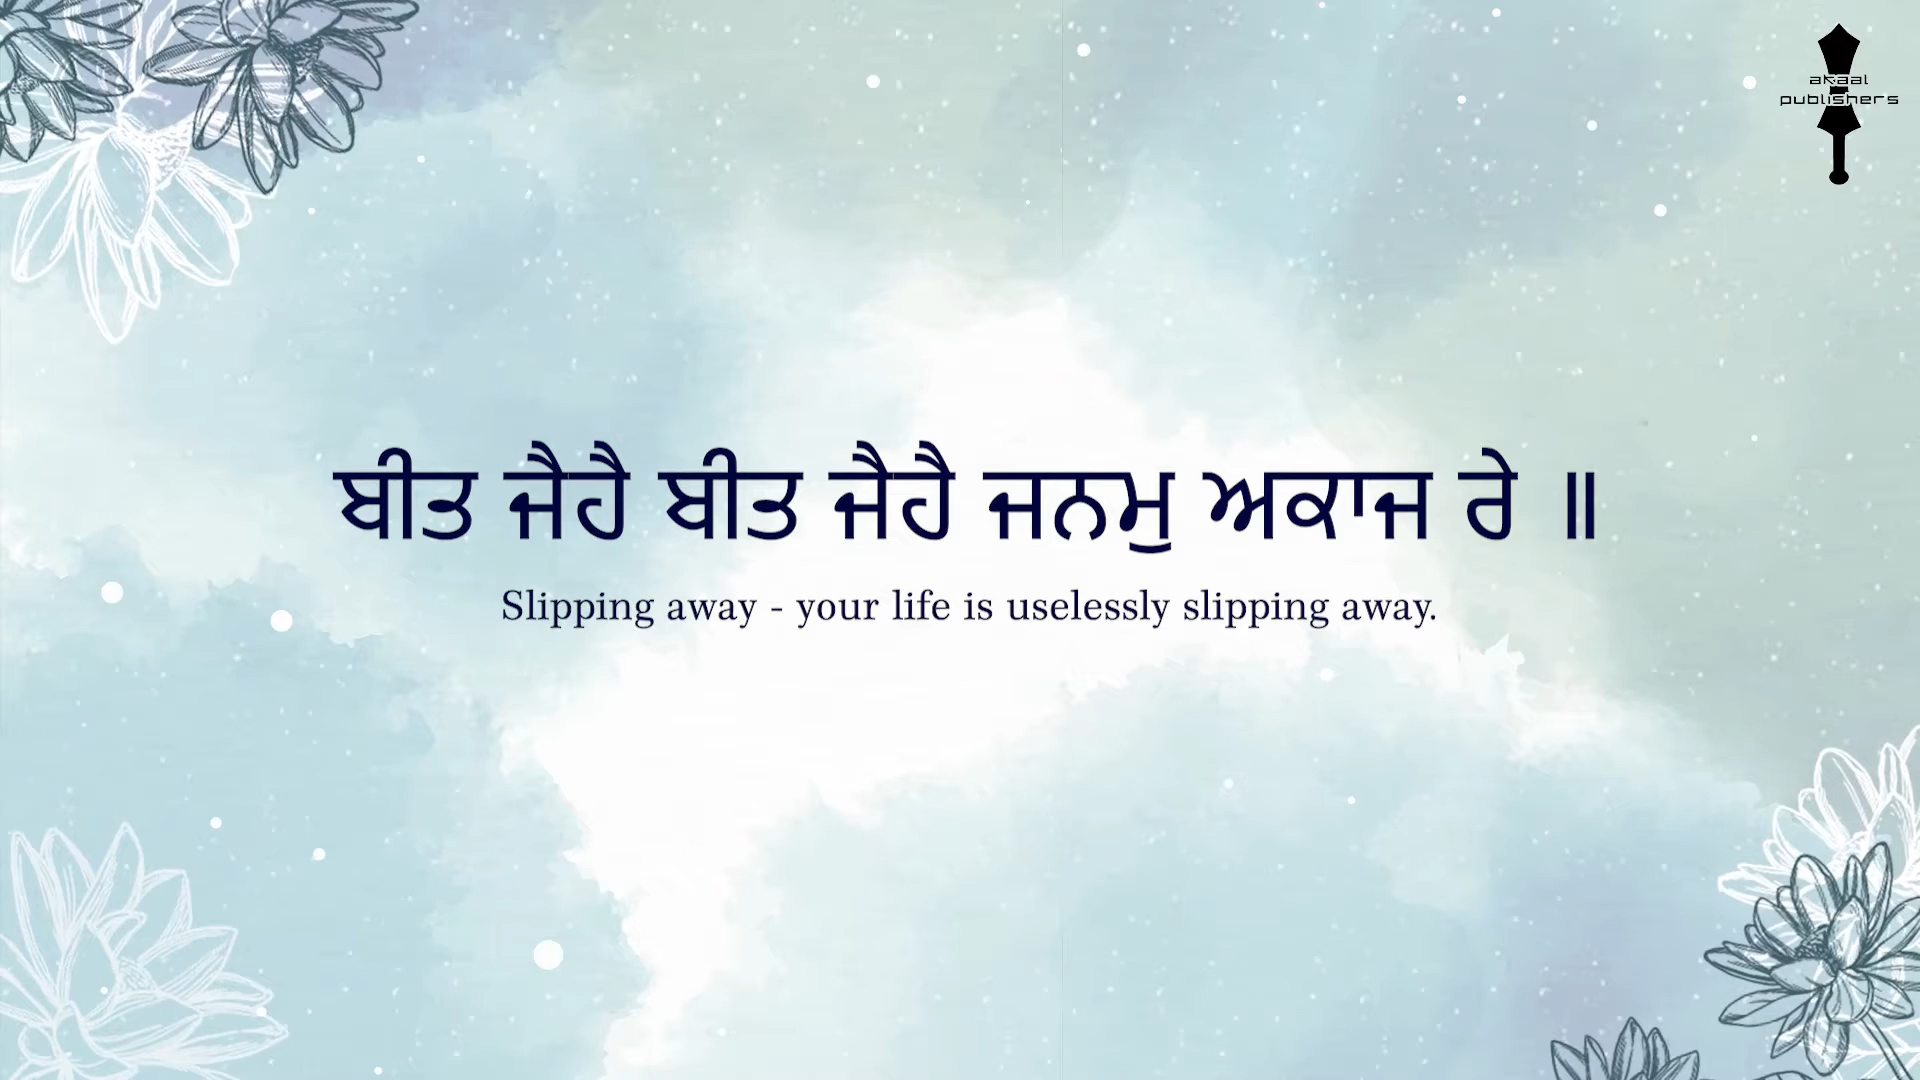 akaal
publishers
ਬੀਤ ਜੈਹੈ ਬੀਤ ਜੈਹੈ ਜਨਮੁ ਅਕਾਜ ਰੇ ॥
Slipping away - your life is uselessly slipping away.